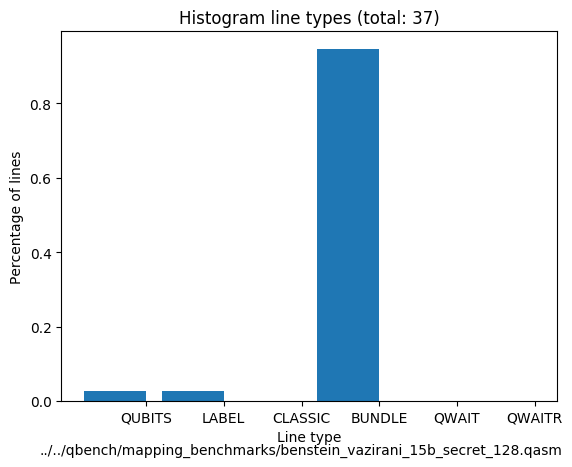 Histogram line types (total: 37)
Percentage of lines
0.8
0.6
0.4
0.2
0.0
QUBITS LABEL CLASSIC BUNDLE QWAIT QWAITR
Line type
../../qbench/mapping_benchmarks/benstein_vazirani_15b_secret_128.qasm